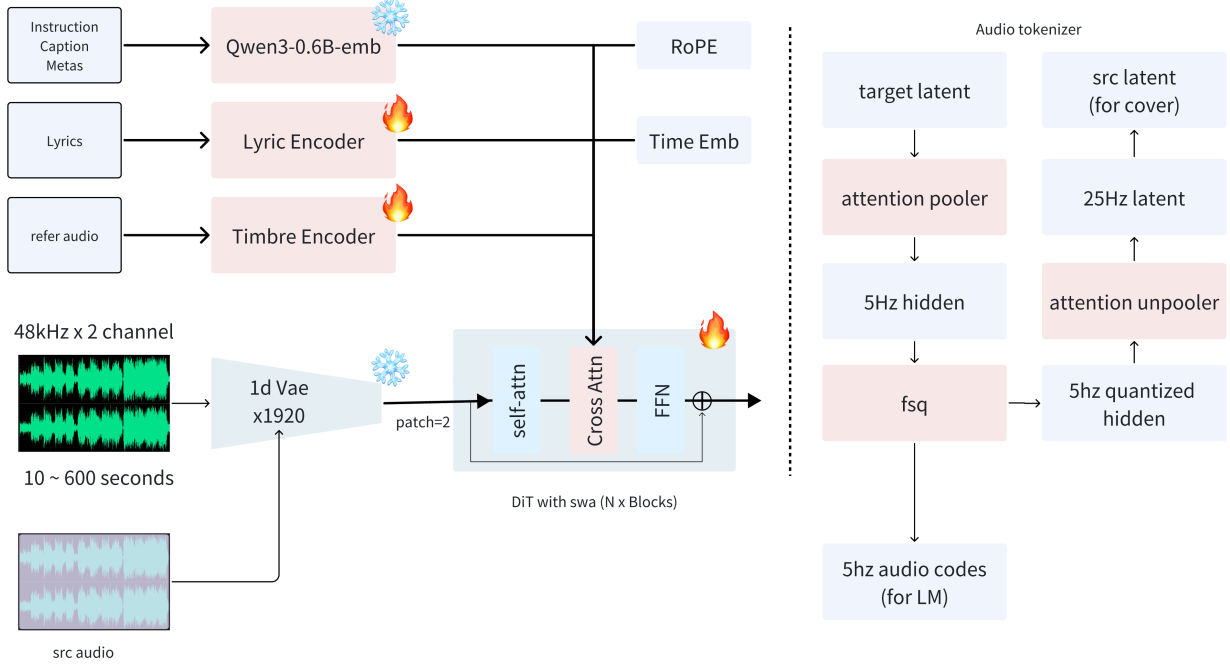 Instruction
Caption
Metas
Qwen3-0.6B-emb
RoPE
Lyrics
Lyric Encoder
Time Emb
refer audio
Timbre Encoder
48kHz x 2 channel
1d Vae
x1920
10 ~ 600 seconds
src audio
patch=2
self-attn
Cross Attn
FFN
DiT with swa (N x Blocks)
Audio tokenizer
target latent
attention pooler
5Hz hidden
fsq
5hz audio codes
(for LM)
src latent
(for cover)
25Hz latent
attention unpooler
5hz quantized
hidden